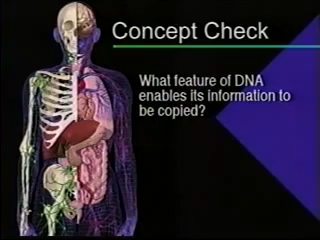 Concept Check
What feature of DNA
enables its information to
be copied?